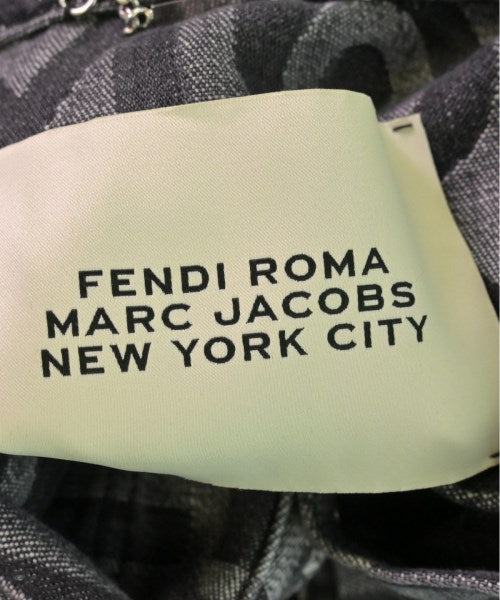 FENDI ROMA
MARC JACOBS
NEW YORK CITY